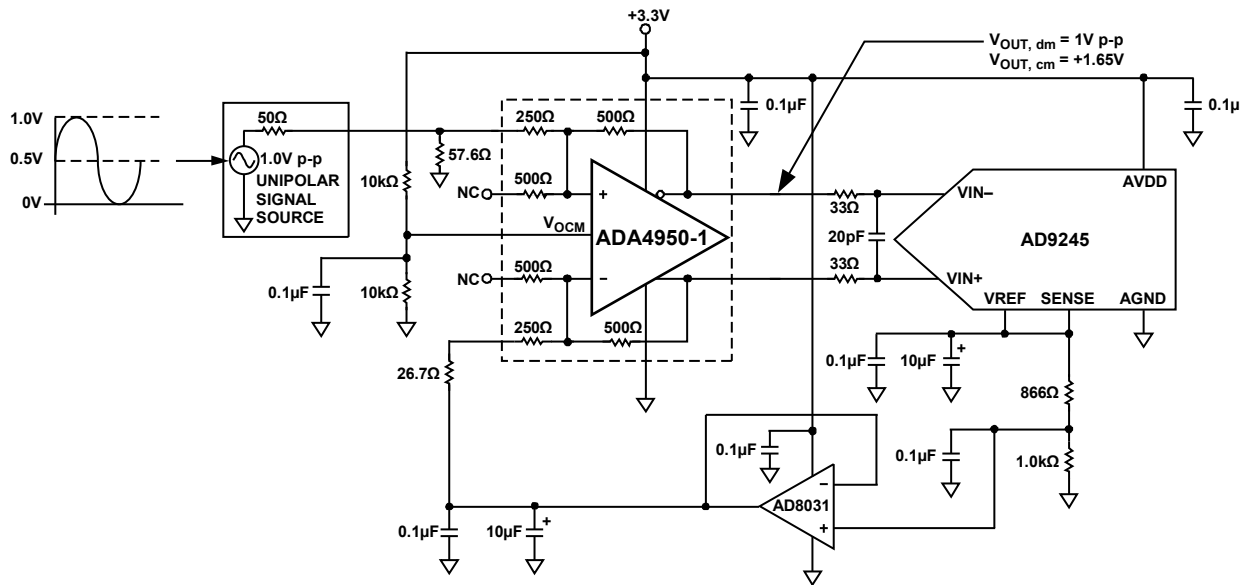 +3.3V
VOUT, dm = 1V p-p
VOUT, cm = +1.65V
1.0V
0.5V
0V
50Ω
1.0V p-p
UNIPOLAR
SIGNAL
SOURCE
57.6Ω
250Ω
500Ω
0.1µF
0.1µ
10kΩ
NC
500Ω
+
VOCM
ADA4950-1
33Ω
20pF
33Ω
VIN–
AVDD
AD9245
VIN+
VREF
SENSE
AGND
0.1µF
10kΩ
NC
500Ω
–
250Ω
500Ω
26.7Ω
0.1µF
10µF
+
866Ω
0.1µF
1.0kΩ
0.1µF
AD8031
–
+
0.1µF
10µF
+